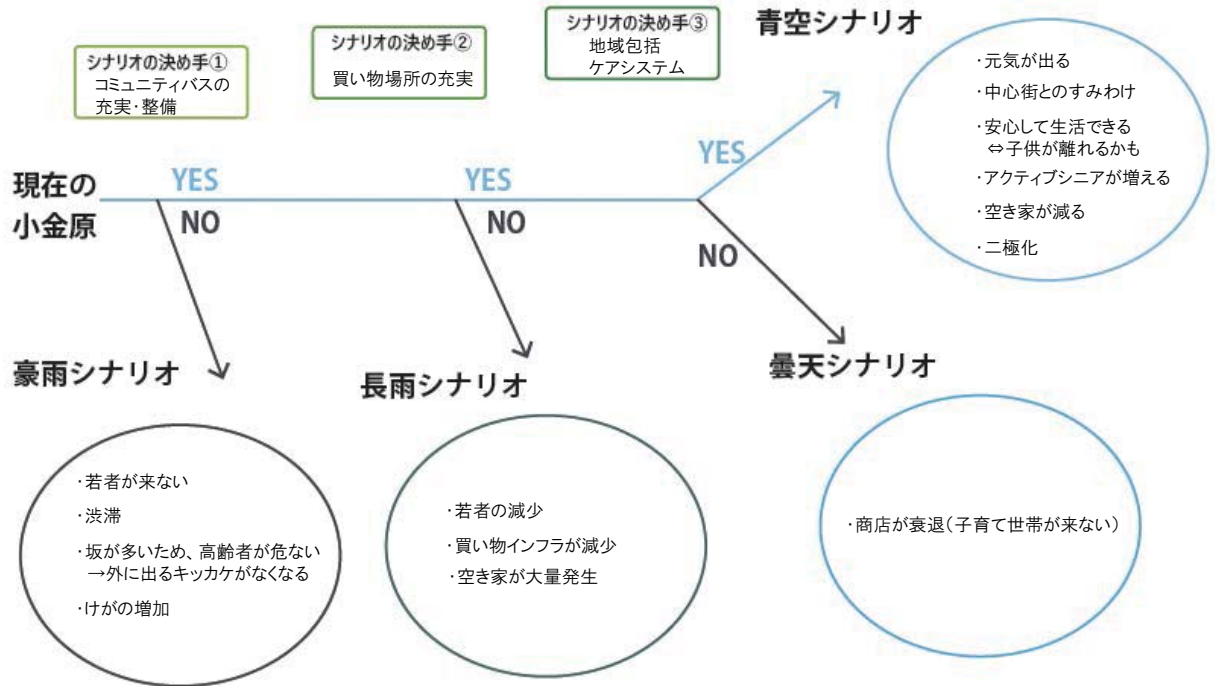 シナリオの決め手①
コミュニティバスの
充実・整備
シナリオの決め手②
買い物場所の充実
シナリオの決め手③
地域包括
ケアシステム
青空シナリオ
・元気が出る
・中心街とのすみわけ
・安心して生活できる
⇔子供が離れるかも
・アクティブシニアが増える
・空き家が減る
・二極化
現在の
小金原
YES
NO
YES
NO
YES
NO
豪雨シナリオ
・若者が来ない
・渋滞
・坂が多いため、高齢者が危ない
→外に出るキッカケがなくなる
・けがの増加
長雨シナリオ
・若者の減少
・買い物インフラが減少
・空き家が大量発生
曇天シナリオ
・商店が衰退(子育て世帯が来ない)